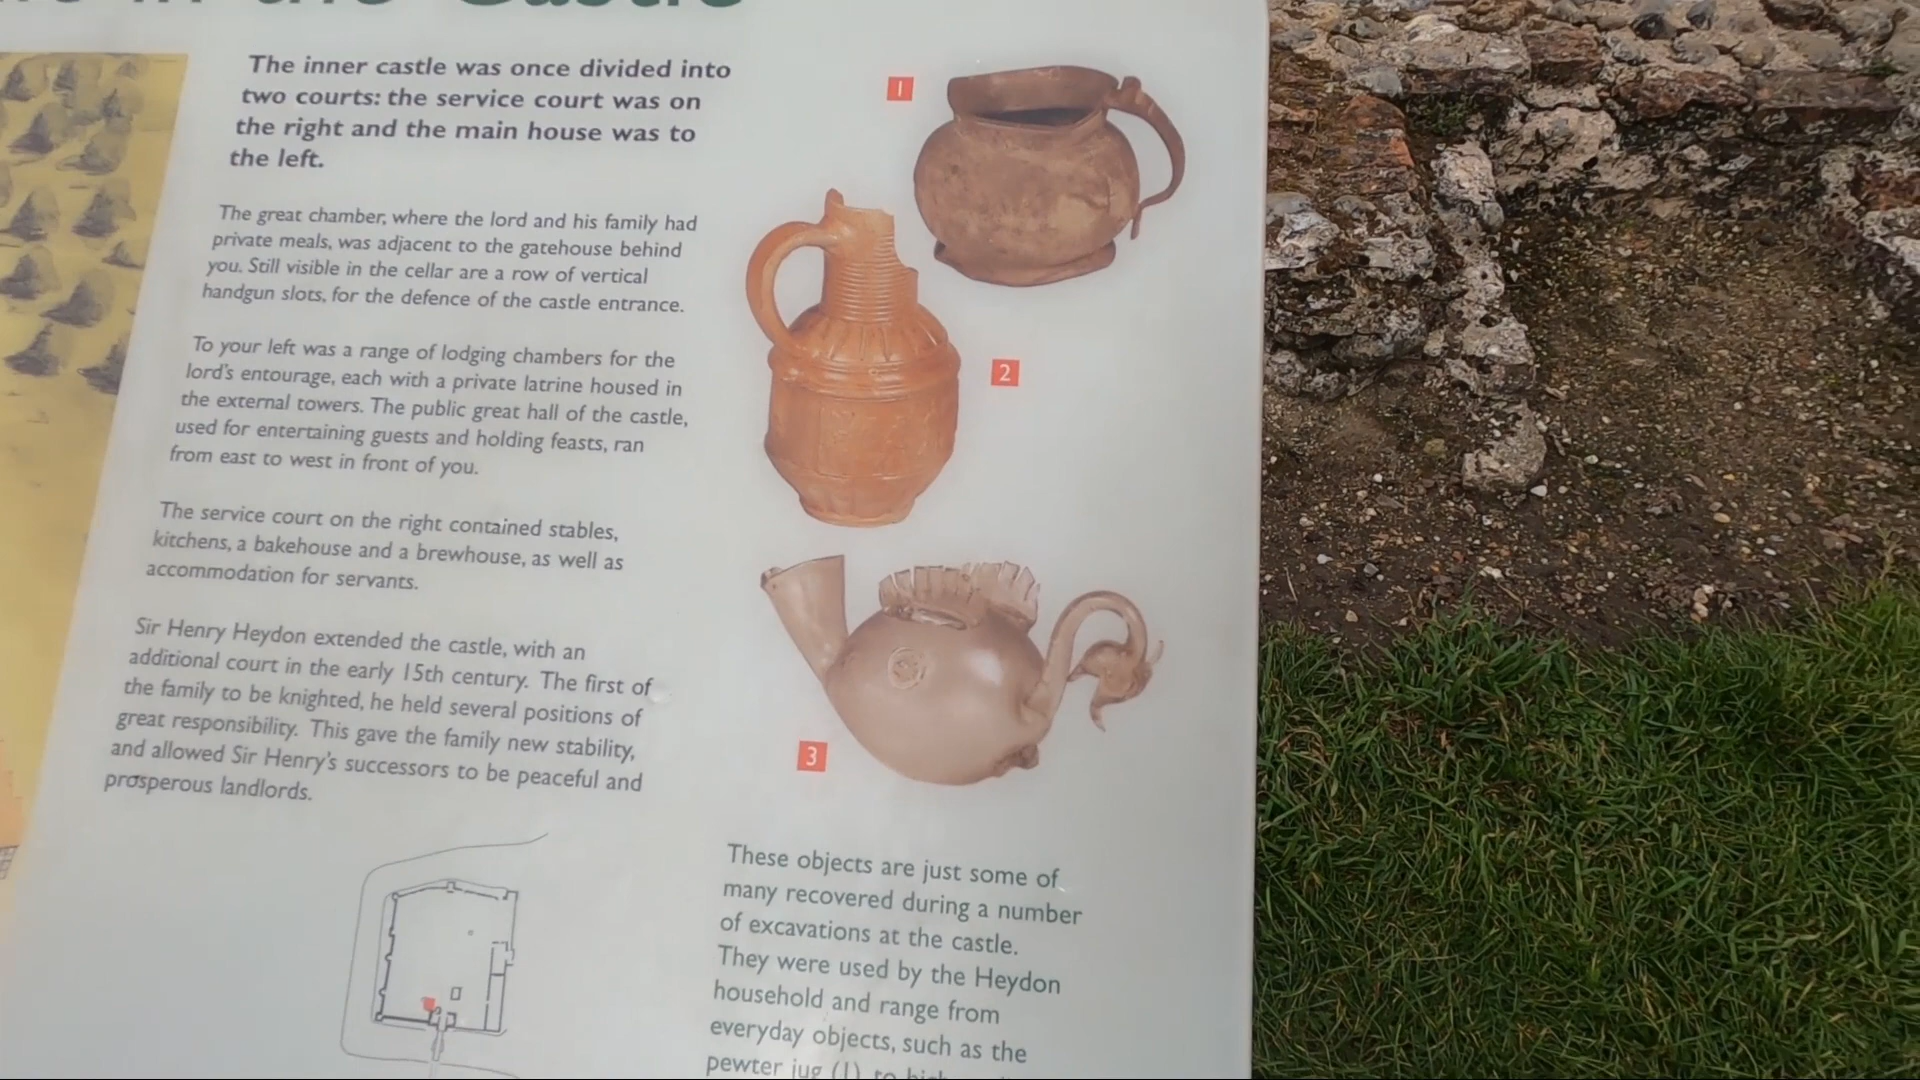 in the Castle
The inner castle was once divided into
two courts: the service court was on
the right and the main house was to
the left.
The great chamber, where the lord and his family had
private meals, was adjacent to the gatehouse behind
you. Still visible in the cellar are a row of vertical
handgun slots, for the defence of the castle entrance.
To your left was a range of lodging chambers for the
lord's entourage, each with a private latrine housed in
the external towers. The public great hall of the castle,
used for entertaining guests and holding feasts, ran
from east to west in front of you.
The service court on the right contained stables,
kitchens, a bakehouse and a brewhouse, as well as
accommodation for servants.
Sir Henry Heydon extended the castle, with an
additional court in the early 15th century. The first of
the family to be knighted, he held several positions of
great responsibility. This gave the family new stability,
and allowed Sir Henry's successors to be peaceful and
prosperous landlords.
1
2
3
These objects are just some of
many recovered during a number
of excavations at the castle.
They were used by the Heydon
household and range from
everyday objects, such as the
pewter jug (1), to